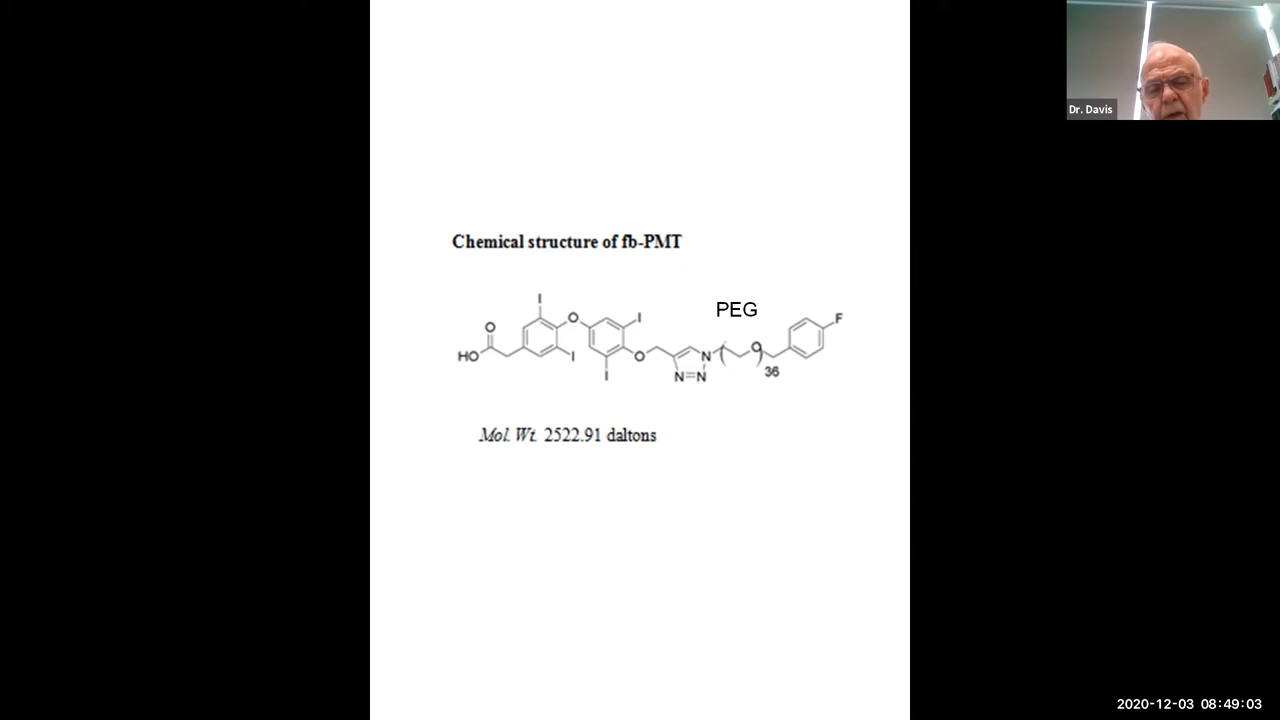 Dr. Davis
Chemical structure of fb-PMT
I
O
I
PEG
F
O
HO
I
O
I
N
N=N
O
36
Mol. Wt. 2522.91 daltons
2020-12-03 08:49:03